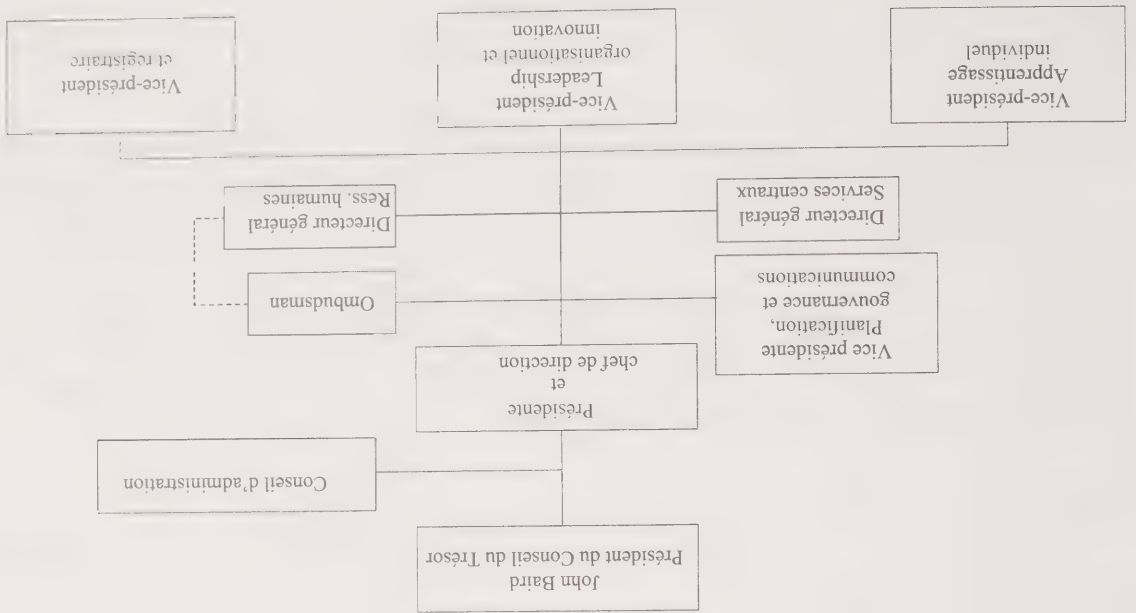 John Baird
Président du Conseil du Trésor
Conseil d'administration
Présidente
et
chef de direction
Vice présidente
Planification,
gouvernance et
communications
Ombudsman
Directeur général
Services centraux
Directeur général
Ress. humaines
Vice-président
Apprentissage
individuel
Vice-président
Leadership
organisationnel et
innovation
Vice-président
et registraire